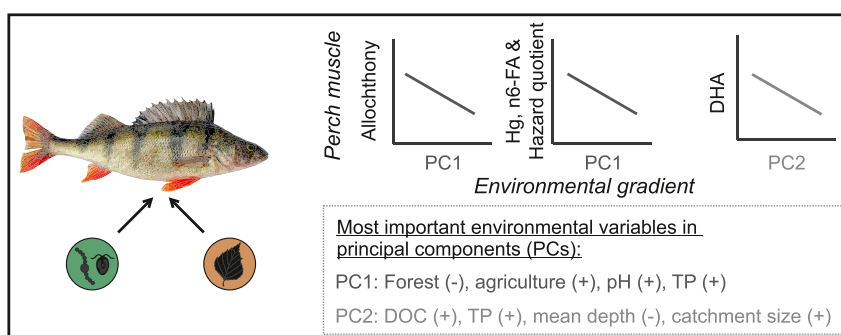 Perch muscle
Allochthony
PC1
Hg, n6-FA &
Hazard quotient
PC1
DHA
PC2
Environmental gradient
Most important environmental variables in
principal components (PCs):
PC1: Forest (-), agriculture (+), pH (+), TP (+)
PC2: DOC (+), TP (+), mean depth (-), catchment size (+)